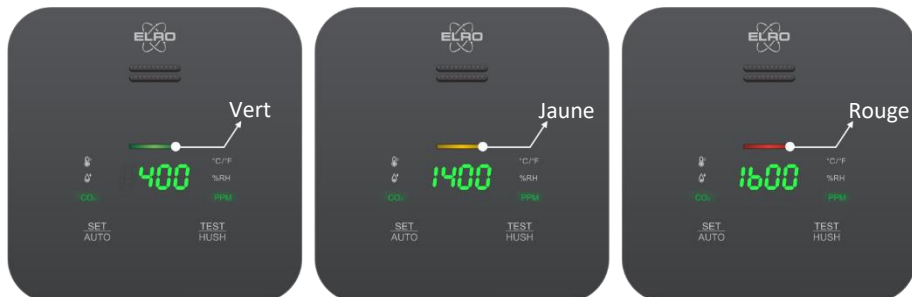 ELRO
Vert
°C/°F
400
%RH
CO₂
PPM
SET
AUTO
TEST
HUSH
ELRO
Jaune
°C/°F
1400
%RH
CO₂
PPM
SET
AUTO
TEST
HUSH
ELRO
Rouge
°C/°F
1600
%RH
CO₂
PPM
SET
AUTO
TEST
HUSH